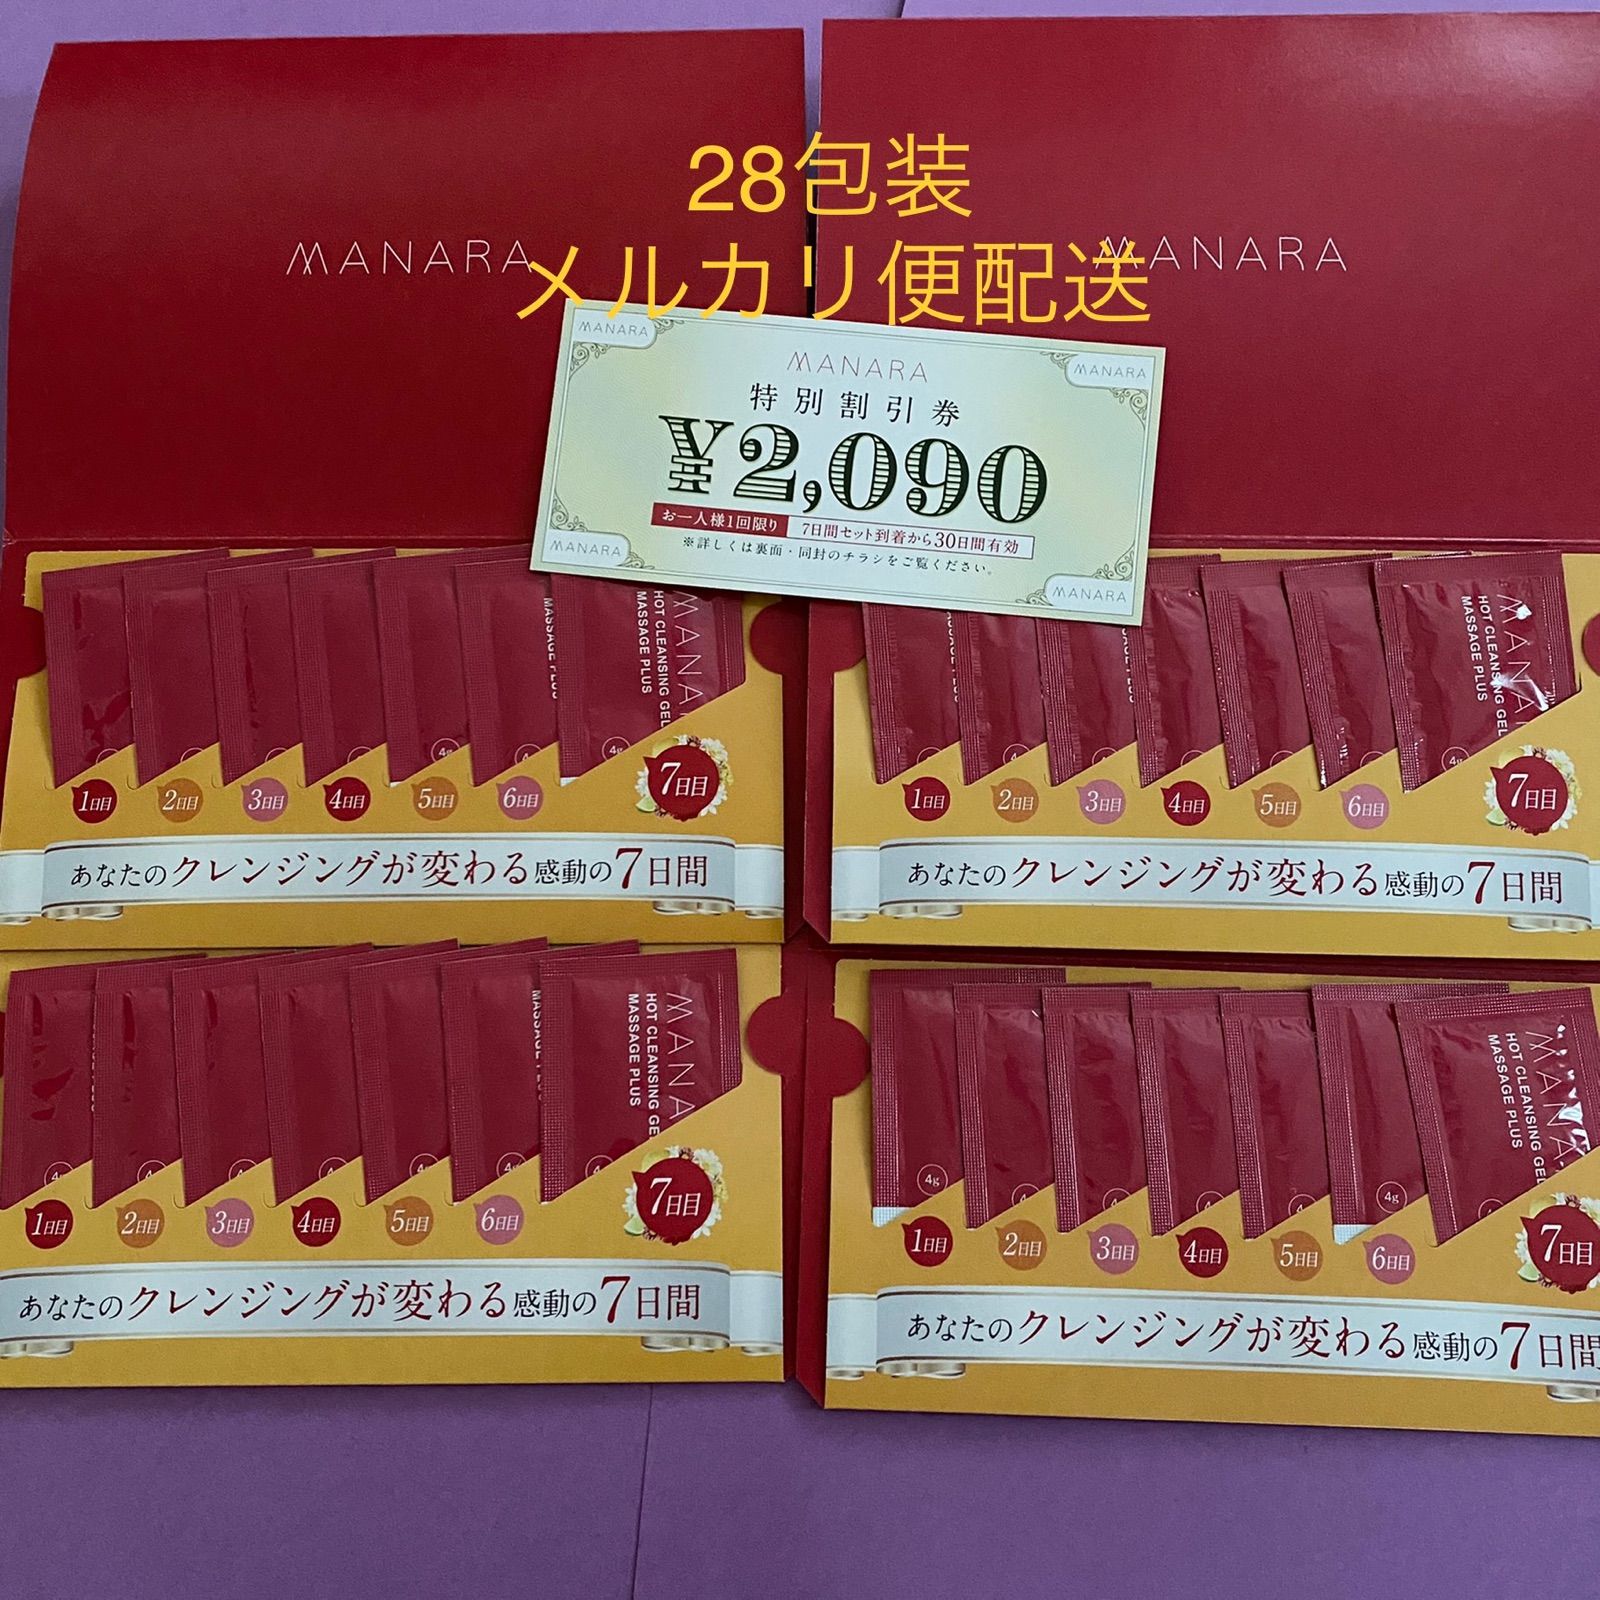 28包装
メルカリ便配送
MANARA
MANARA
MANARA
MANARA
MANARA
特別割引券
¥2,090
お一人様1回限り 7日間セット到着から30日間有効
※詳しくは裏面・同封のチラシをご覧ください。
MANARA
MANARA
MASSAGE PLUS
MANA
HOT CLEANSING GEL
MASSAGE PLUS
4g
1日目 2日目 3日目 4日目 5日目 6日目 7日目
あなたのクレンジングが変わる感動の7日間
MANA
HOT CLEANSING GEL
MASSAGE PLUS
1日目 2日目 3日目 4日目 5日目 6日目 7日目
あなたのクレンジングが変わる感動の7日間
MANA
HOT CLEANSING GE
MASSAGE PLUS
1日目 2日目 3日目 4日目 5日目 6日目 7日目
あなたのクレンジングが変わる感動の7日間
MANA
HOT CLEANSING GEL
MASSAGE PLUS
4g
4g
1日目 2日目 3日目 4日目 5日目 6日目 7日目
あなたのクレンジングが変わる感動の7日間